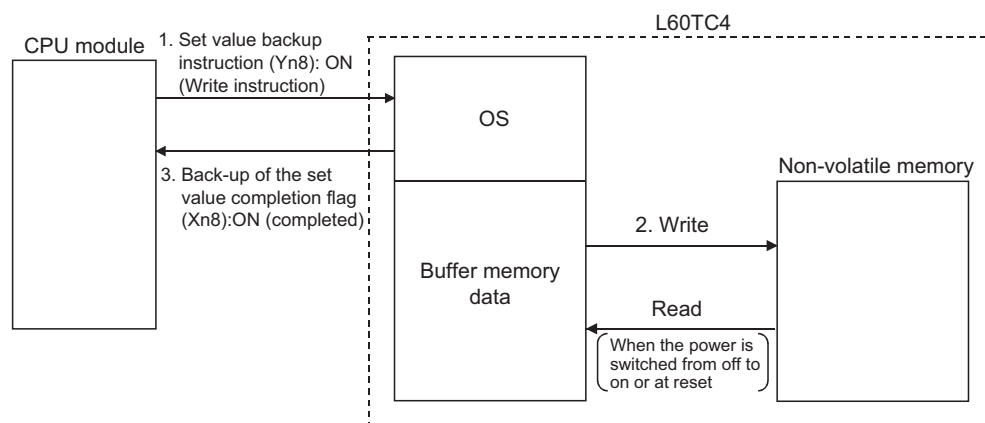 L60TC4
CPU module
1. Set value backup
instruction (Yn8): ON
(Write instruction)
OS
3. Back-up of the set
value completion flag
(Xn8):ON (completed)
Non-volatile memory
2. Write
Buffer memory
data
Read
When the power is
switched from off to
on or at reset